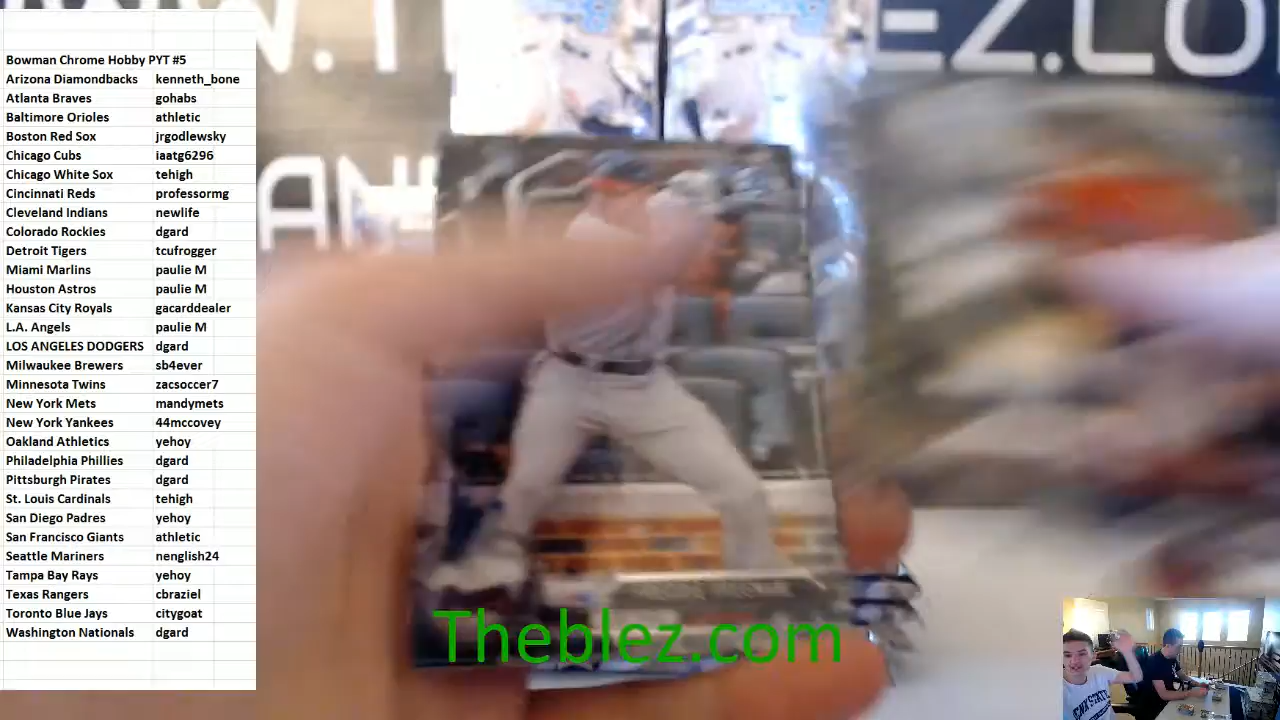 Bowman Chrome Hobby PYT #5
Arizona Diamondbacks kenneth_bone
Atlanta Braves gohabs
Baltimore Orioles athletic
Boston Red Sox jrgodlewsky
Chicago Cubs iaatg6296
Chicago White Sox tehigh
Cincinnati Reds professormg
Cleveland Indians newlife
Colorado Rockies dgard
Detroit Tigers tcufrogger
Miami Marlins paulie M
Houston Astros paulie M
Kansas City Royals gacarddealer
L.A. Angels paulie M
LOS ANGELES DODGERS dgard
Milwaukee Brewers sb4ever
Minnesota Twins zacsoccer7
New York Mets mandymets
New York Yankees 44mccovey
Oakland Athletics yehoy
Philadelphia Phillies dgard
Pittsburgh Pirates dgard
St. Louis Cardinals tehigh
San Diego Padres yehoy
San Francisco Giants athletic
Seattle Mariners nenglish24
Tampa Bay Rays yehoy
Texas Rangers cbraziel
Toronto Blue Jays citygoat
Washington Nationals dgard
Theblez.com